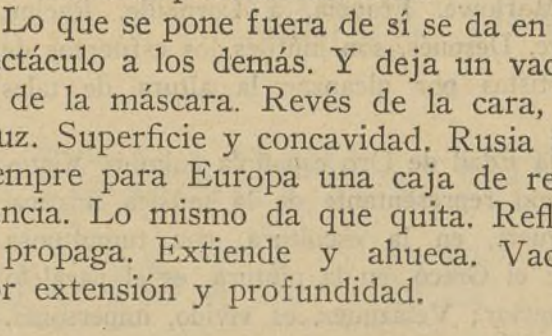 Lo que se pone fuera de sí se da en
ctáculo a los demás. Y deja un vac
de la máscara. Revés de la cara,
uz. Superficie y concavidad. Rusia
empre para Europa una caja de re
ncia. Lo mismo da que quita. Refl
propaga. Extiende y ahueca. Vac
or extensión y profundidad.